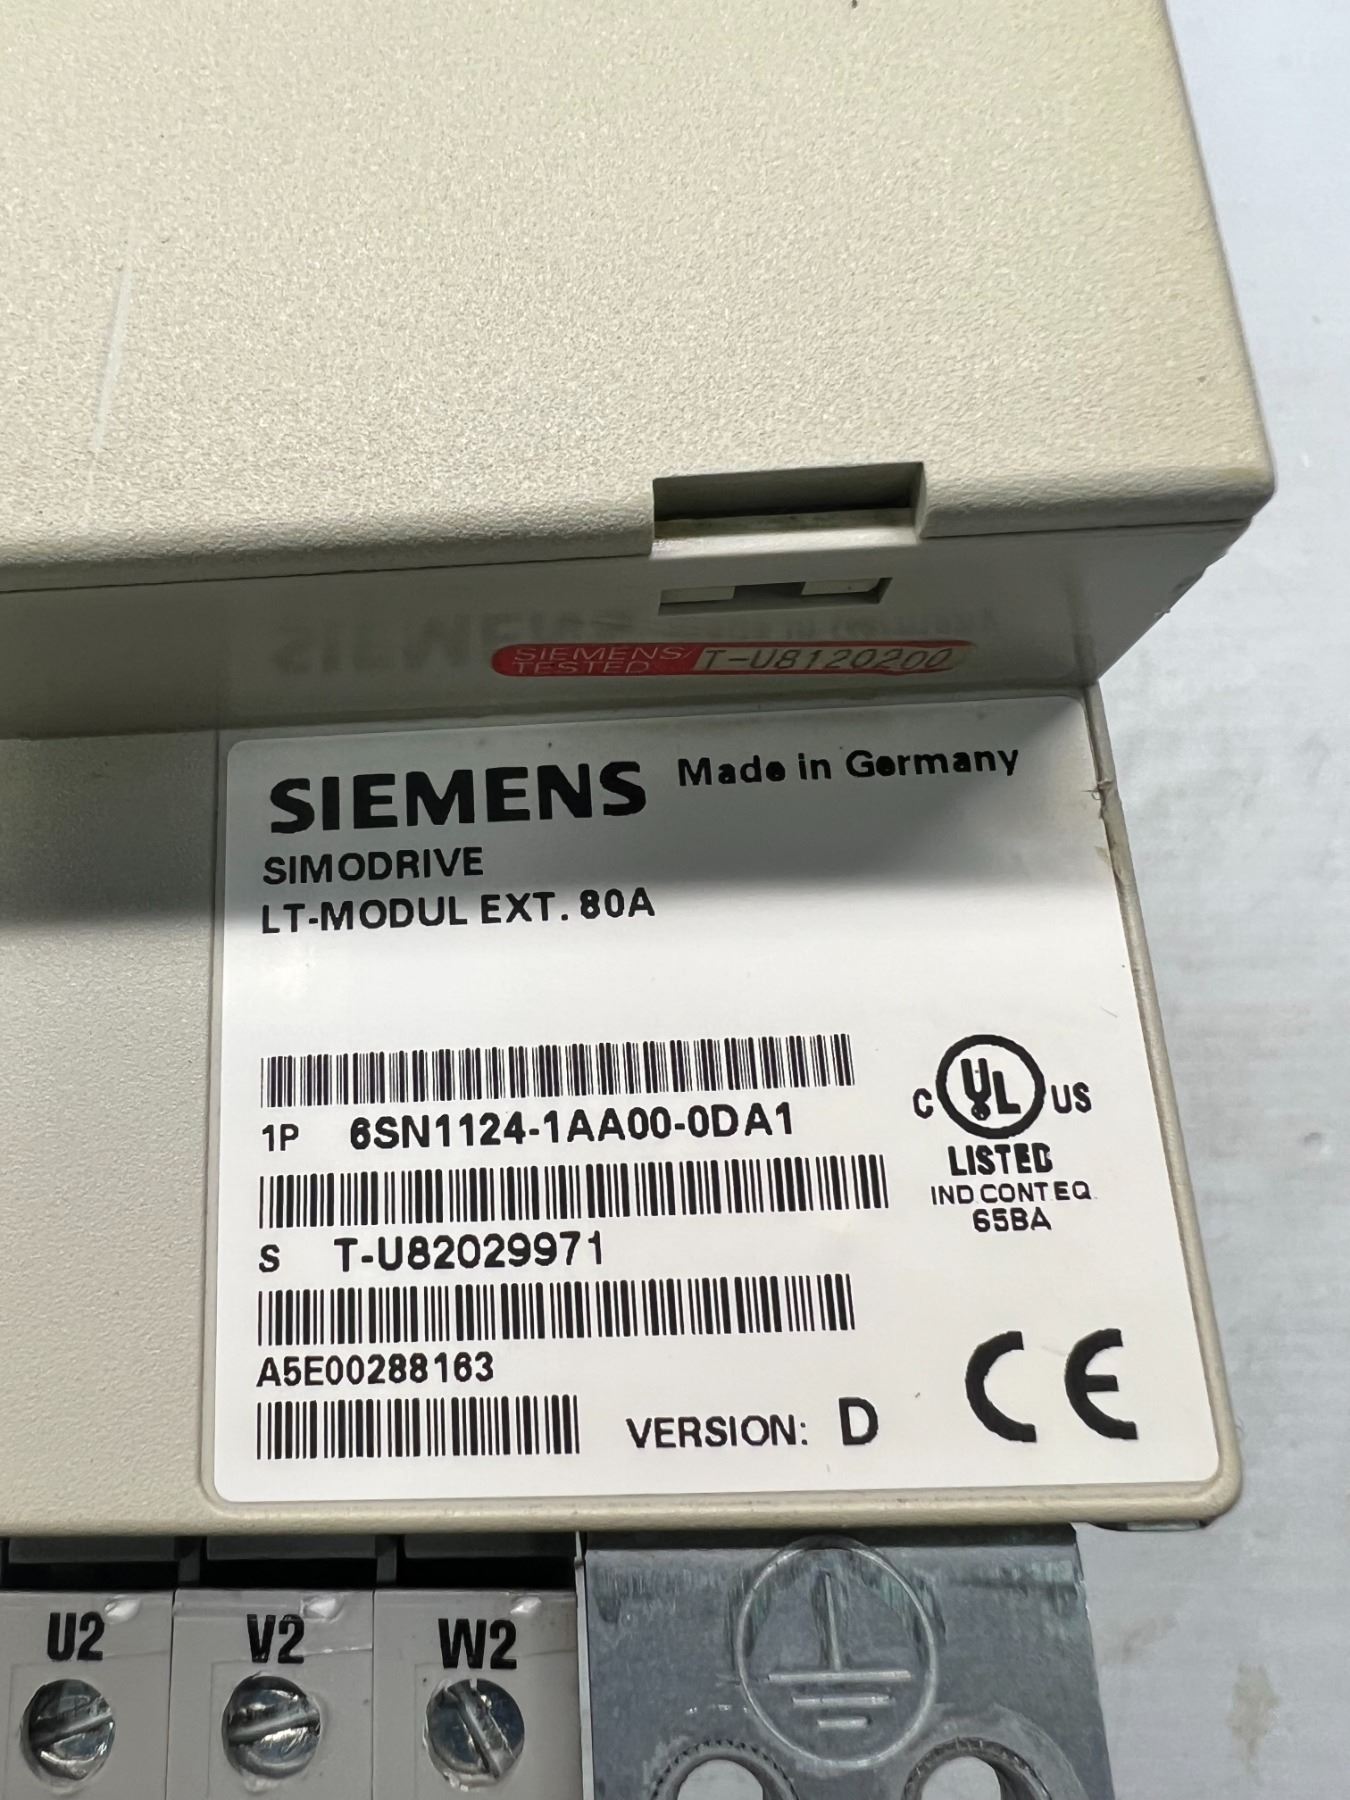 SIEMENS/ T-U8120200
TESTED
SIEMENS Made in Germany
SIMODRIVE
LT-MODUL EXT. 80A
1P 6SN1124-1AA00-0DA1
C UL US
LISTED
IND.CONT.EQ.
65BA
S T-U82029971
A5E00288163
VERSION: D
CE
U2 V2 W2